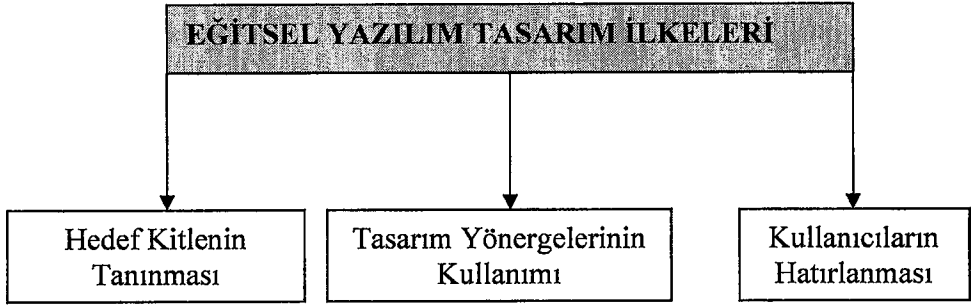 EĞİTSEL YAZILIM TASARIM İLKELERİ
Hedef Kitlenin
Tanınması
Tasarım Yönergelerinin
Kullanımı
Kullanıcıların
Hatırlanması